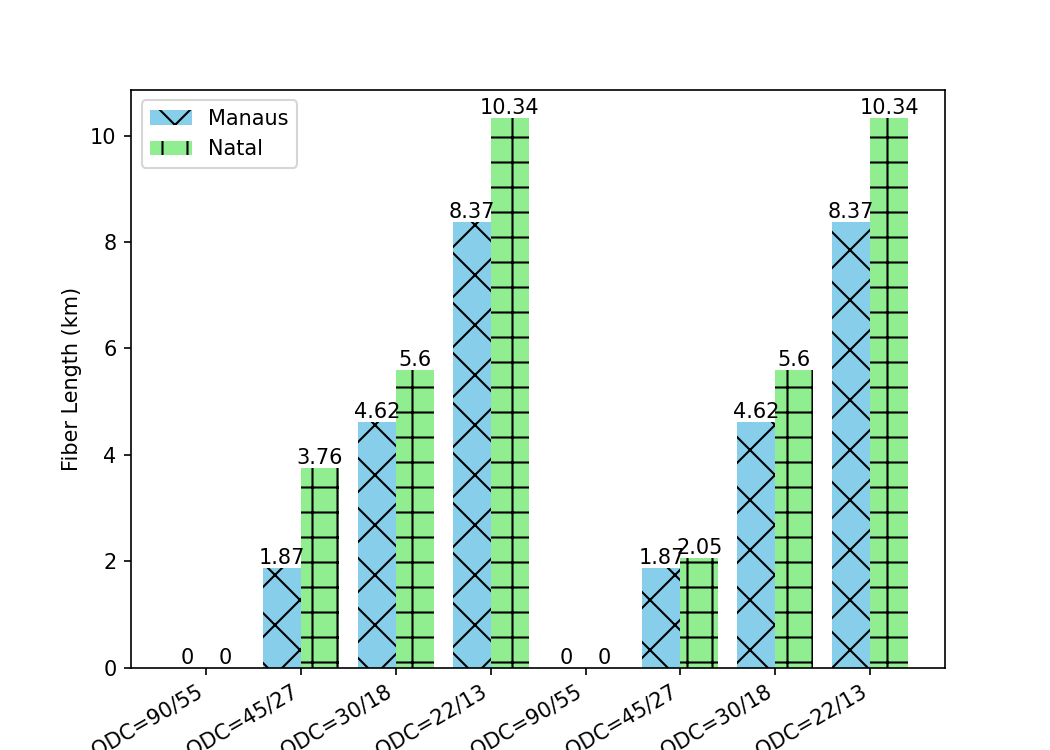 Manaus
Natal
Fiber Length (km)
10
8
6
4
2
0
0 0 1.87 3.76 4.62 5.6 8.37 10.34 0 0 1.87 2.05 4.62 5.6 8.37 10.34
ODC=90/55 ODC=45/27 ODC=30/18 ODC=22/13 ODC=90/55 ODC=45/27 ODC=30/18 ODC=22/13